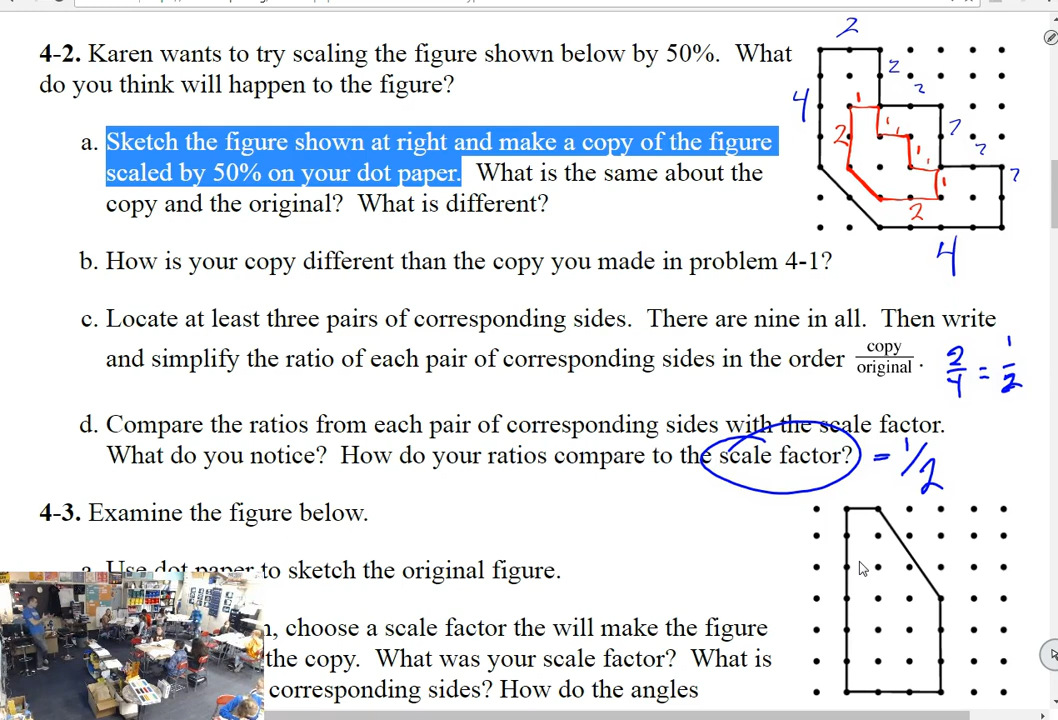 4-2. Karen wants to try scaling the figure shown below by 50%. What
do you think will happen to the figure?
a. Sketch the figure shown at right and make a copy of the figure
scaled by 50% on your dot paper. What is the same about the
copy and the original? What is different?
2
2
2
4
1
1
1
2
2
2
1
1
1
2
2
2
4
b. How is your copy different than the copy you made in problem 4-1?
c. Locate at least three pairs of corresponding sides. There are nine in all. Then write
and simplify the ratio of each pair of corresponding sides in the order copy/original.
2/4 = 1/2
d. Compare the ratios from each pair of corresponding sides with the scale factor.
What do you notice? How do your ratios compare to the scale factor? = 1/2
4-3. Examine the figure below.
a. Use dot paper to sketch the original figure.
, choose a scale factor the will make the figure
the copy. What was your scale factor? What is
corresponding sides? How do the angles